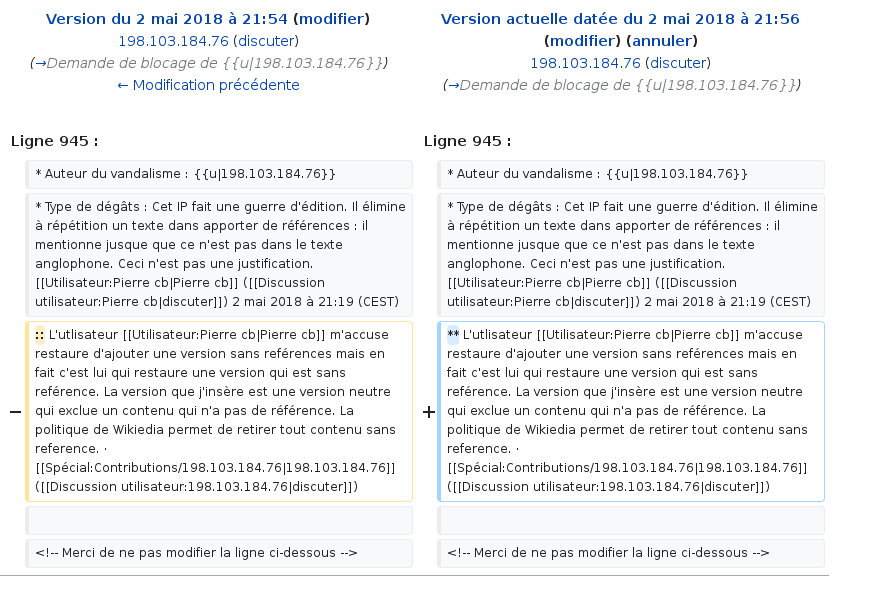 Version du 2 mai 2018 à 21:54 (modifier)
198.103.184.76 (discuter)
(→Demande de blocage de {{u|198.103.184.76}})
← Modification précédente
Version actuelle datée du 2 mai 2018 à 21:56
(modifier) (annuler)
198.103.184.76 (discuter)
(→Demande de blocage de {{u|198.103.184.76}})
Ligne 945 :
Ligne 945 :
* Auteur du vandalisme : {{u|198.103.184.76}}
* Auteur du vandalisme : {{u|198.103.184.76}}
* Type de dégâts : Cet IP fait une guerre d'édition. Il élimine
à répétition un texte dans apporter de références : il
mentionne jusque que ce n'est pas dans le texte
anglophone. Ceci n'est pas une justification.
[[Utilisateur:Pierre cb|Pierre cb]] ([[Discussion
utilisateur:Pierre cb|discuter]]) 2 mai 2018 à 21:19 (CEST)
* Type de dégâts : Cet IP fait une guerre d'édition. Il élimine
à répétition un texte dans apporter de références : il
mentionne jusque que ce n'est pas dans le texte
anglophone. Ceci n'est pas une justification.
[[Utilisateur:Pierre cb|Pierre cb]] ([[Discussion
utilisateur:Pierre cb|discuter]]) 2 mai 2018 à 21:19 (CEST)
− :: L'utlisateur [[Utilisateur:Pierre cb|Pierre cb]] m'accuse
restaure d'ajouter une version sans reférences mais en
fait c'est lui qui restaure une version qui est sans
reférence. La version que j'insère est une version neutre
qui exclue un contenu qui n'a pas de référence. La
politique de Wikiedia permet de retirer tout contenu sans
reference. ·
[[Spécial:Contributions/198.103.184.76|198.103.184.76]]
([[Discussion utilisateur:198.103.184.76|discuter]])
+ ** L'utlisateur [[Utilisateur:Pierre cb|Pierre cb]] m'accuse
restaure d'ajouter une version sans reférences mais en
fait c'est lui qui restaure une version qui est sans
reférence. La version que j'insère est une version neutre
qui exclue un contenu qui n'a pas de référence. La
politique de Wikiedia permet de retirer tout contenu sans
reference. ·
[[Spécial:Contributions/198.103.184.76|198.103.184.76]]
([[Discussion utilisateur:198.103.184.76|discuter]])
<!-- Merci de ne pas modifier la ligne ci-dessous -->
<!-- Merci de ne pas modifier la ligne ci-dessous -->